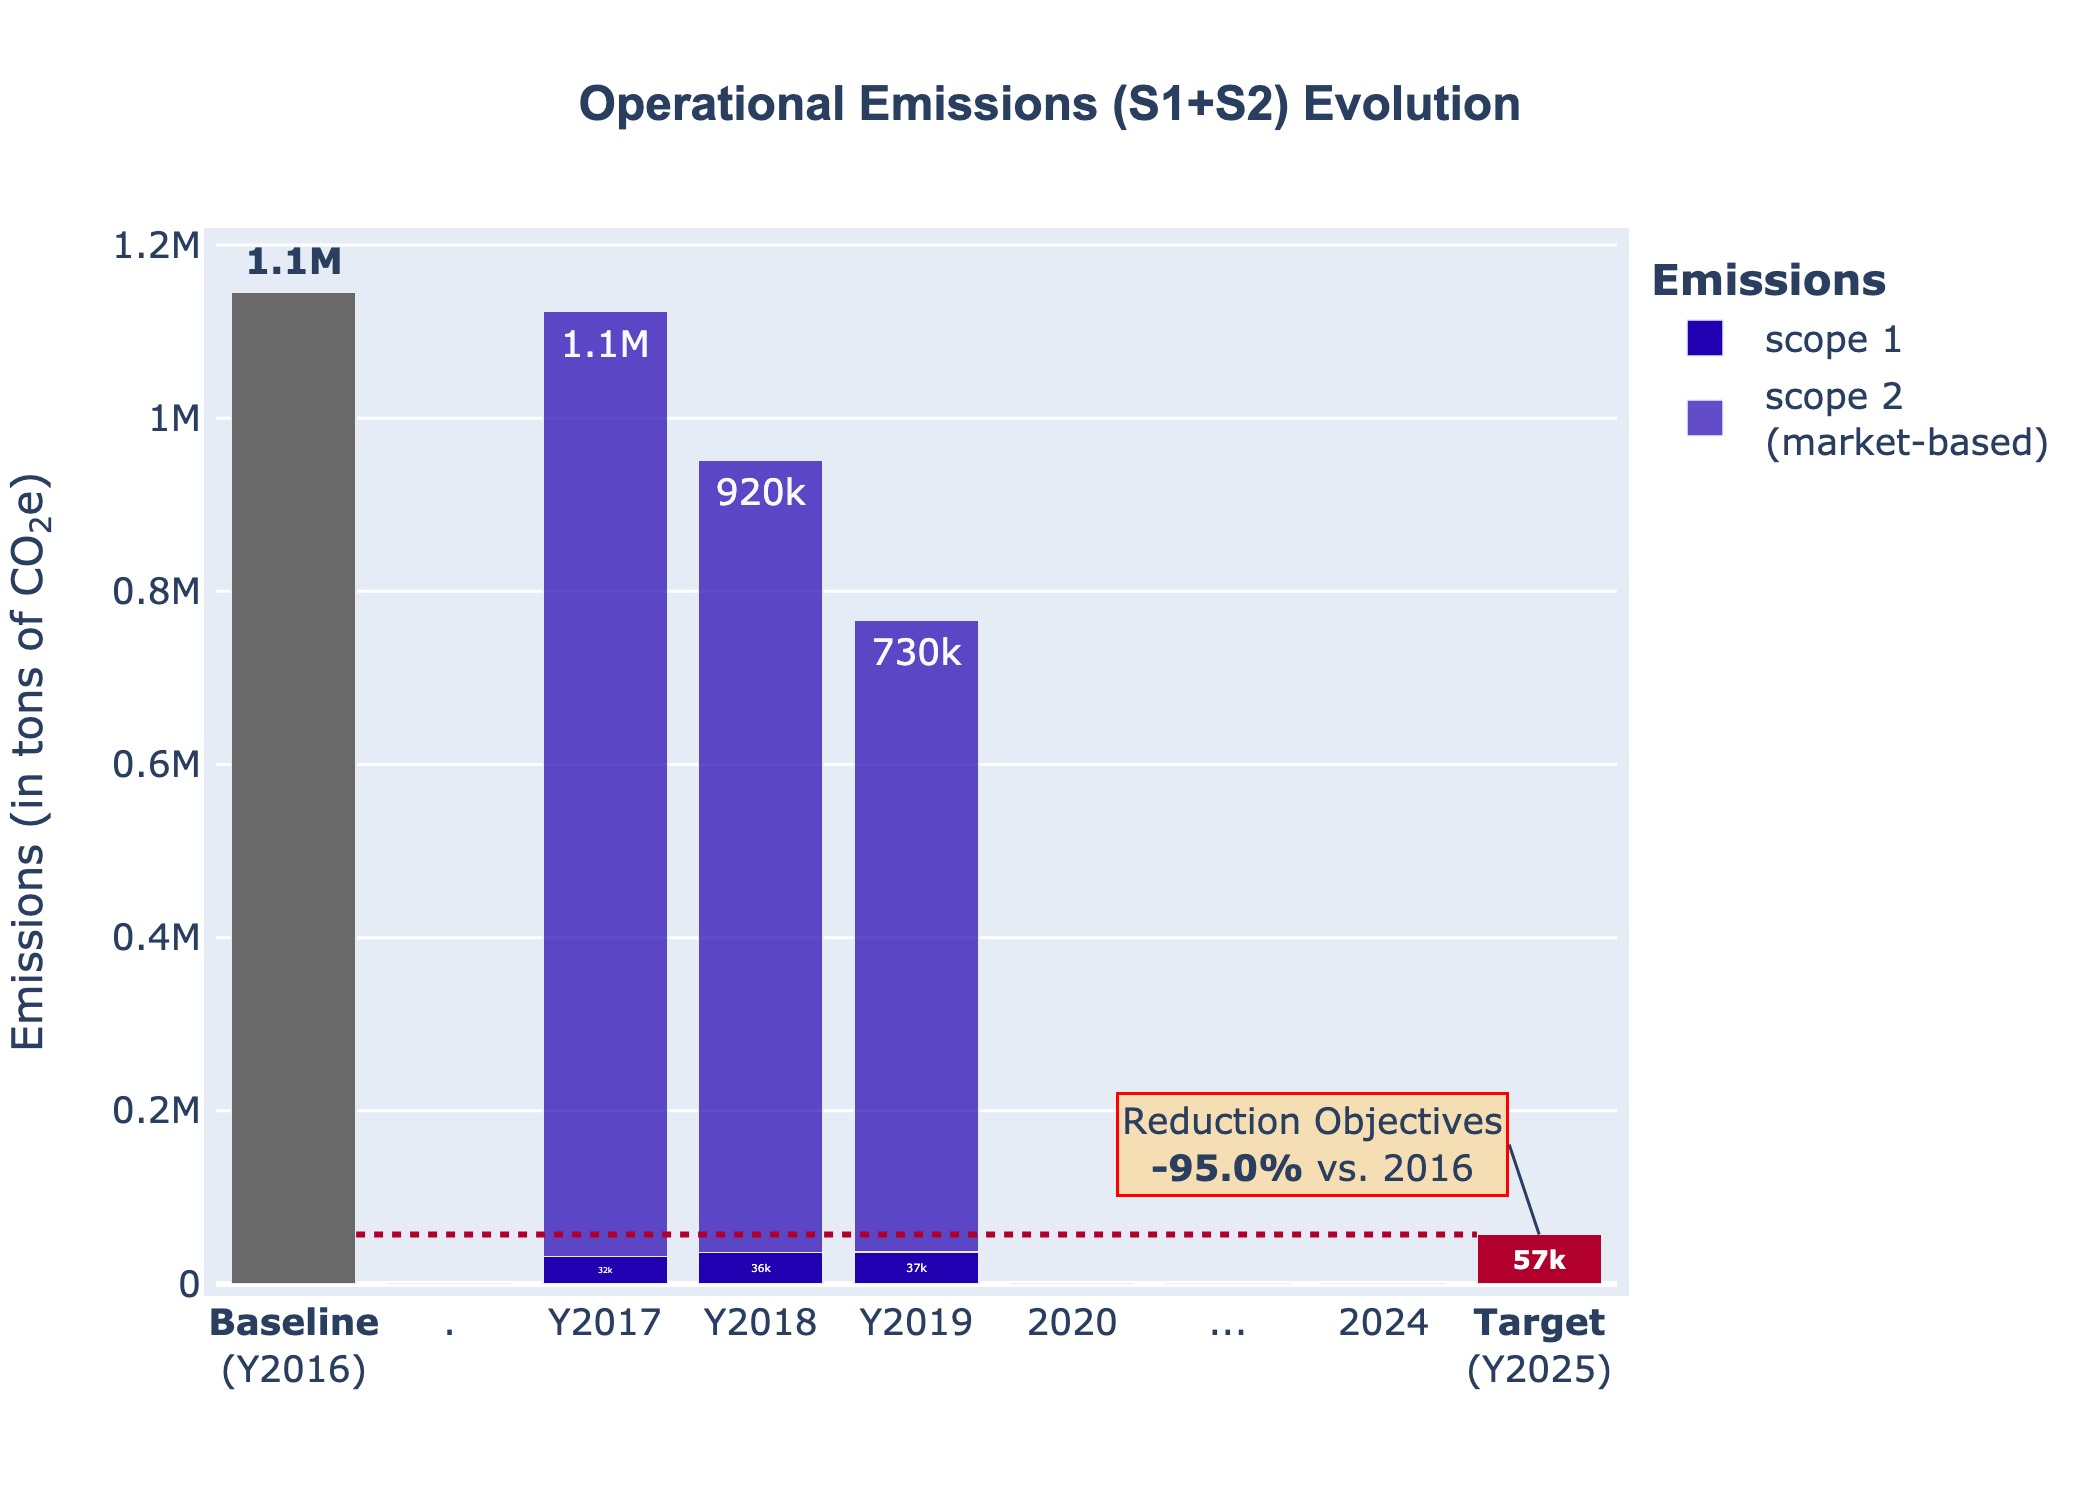 Operational Emissions (S1+S2) Evolution
Emissions (in tons of CO₂e)
1.2M
1M
0.8M
0.6M
0.4M
0.2M
0
1.1M
1.1M
920k
730k
32k
36k
37k
57k
Reduction Objectives
-95.0% vs. 2016
Baseline
(Y2016)
.
Y2017
Y2018
Y2019
2020
...
2024
Target
(Y2025)
Emissions
scope 1
scope 2
(market-based)